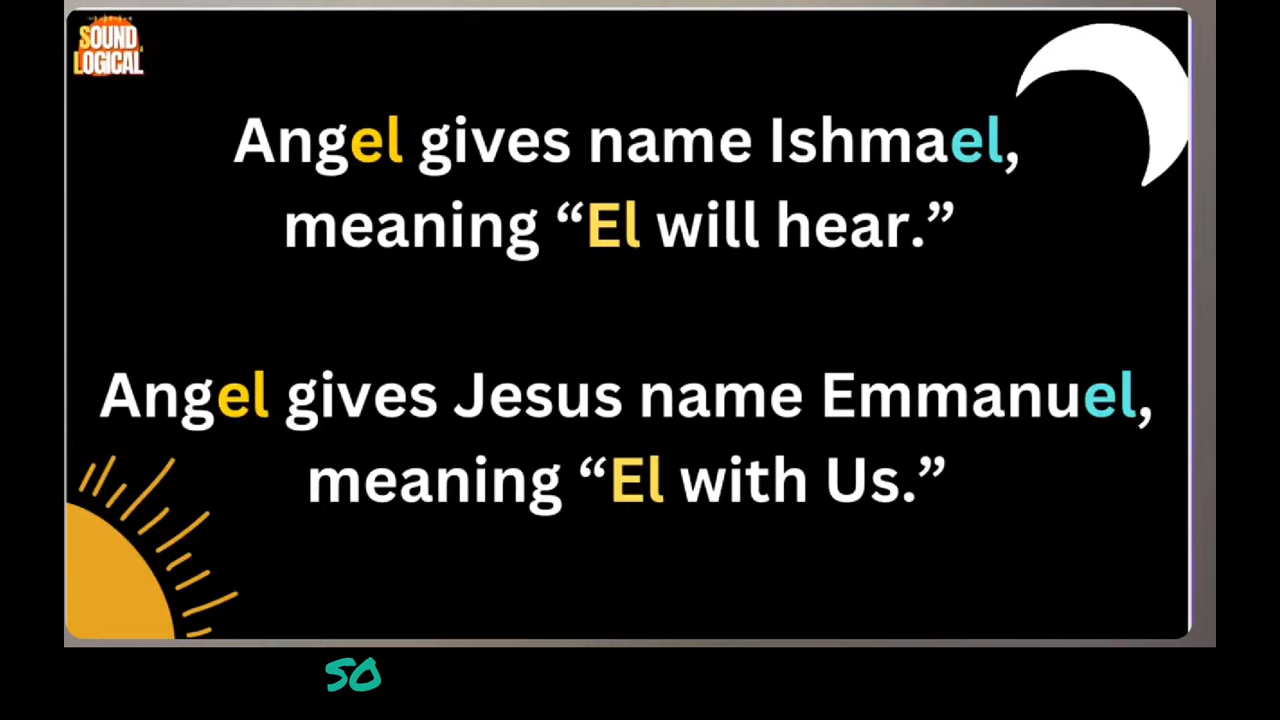 SOUND
LOGICAL
Angel gives name Ishmael,
meaning “El will hear.”
Angel gives Jesus name Emmanuel,
meaning “El with Us.”
SO